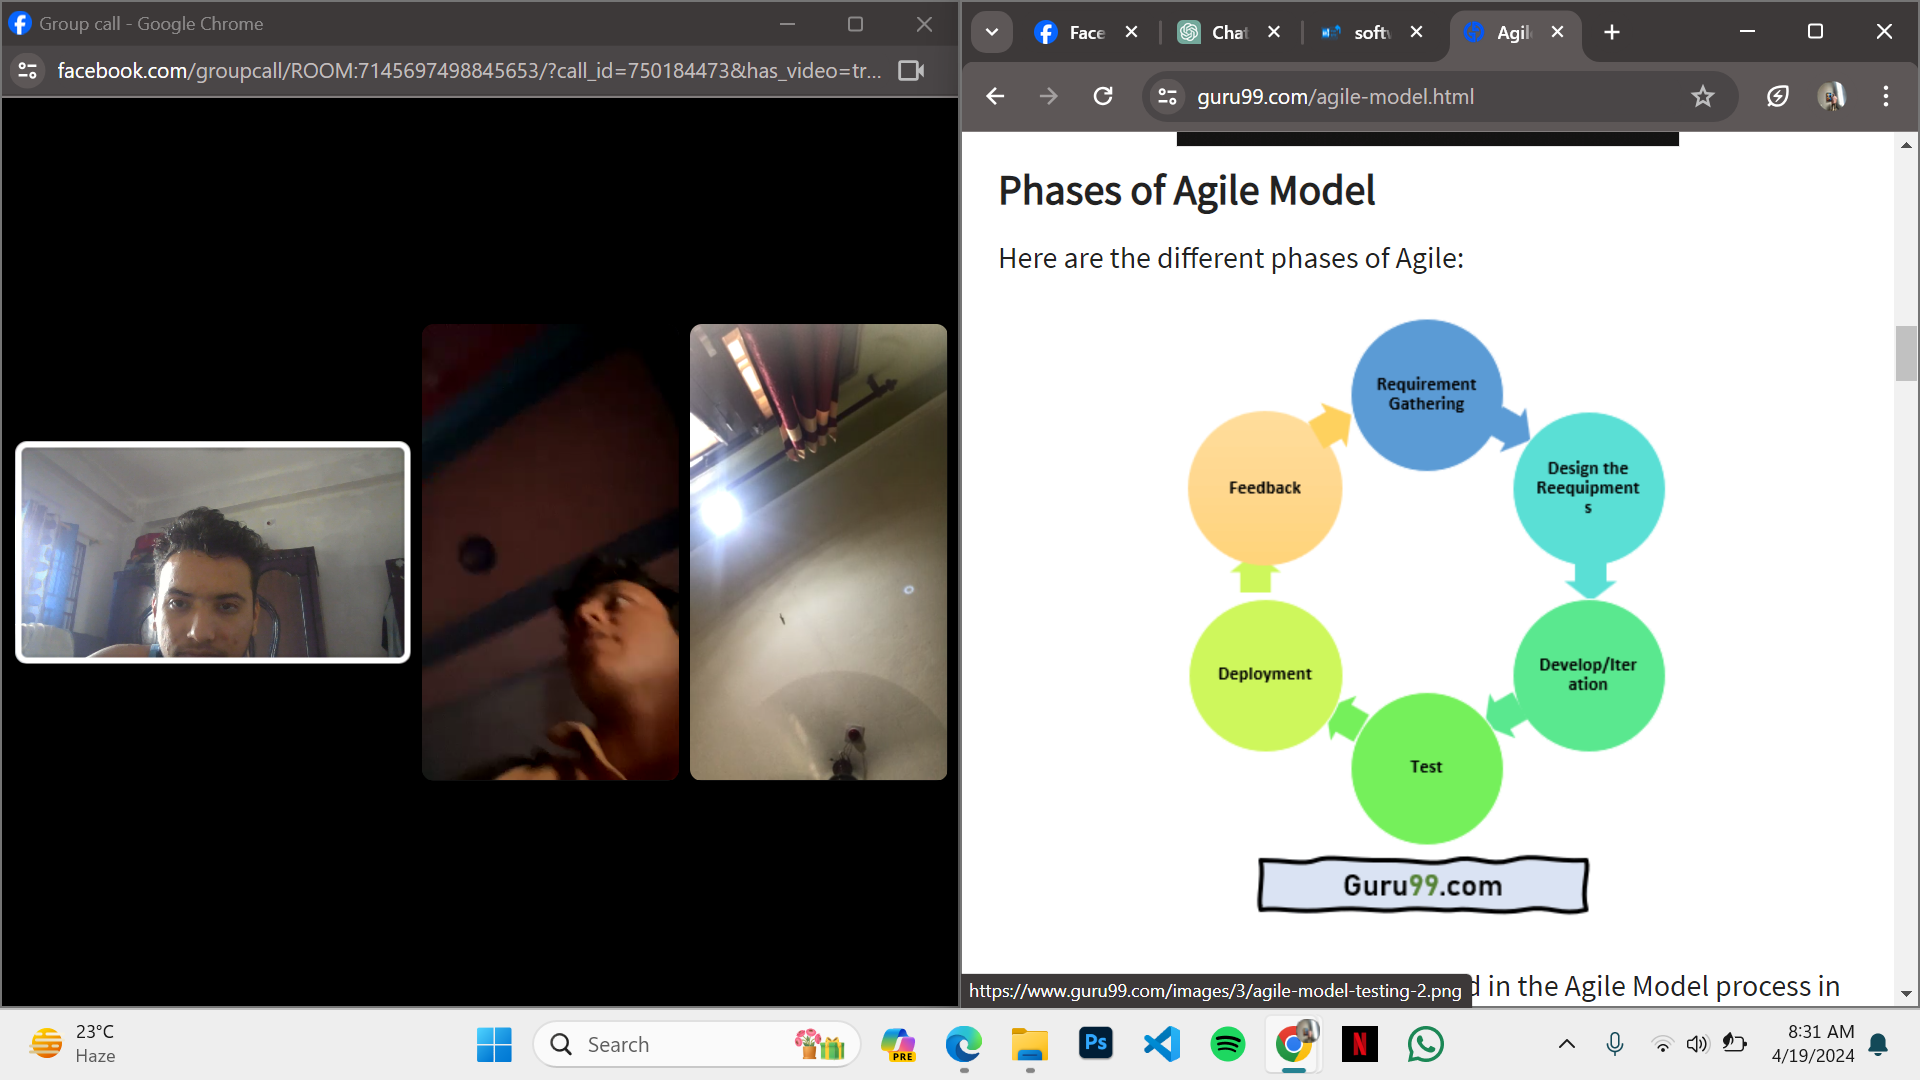 Group call - Google Chrome
facebook.com/groupcall/ROOM:7145697498845653/?call_id=750184473&has_video=tr...
Face
Chat
softw
Agil
guru99.com/agile-model.html
Phases of Agile Model
Here are the different phases of Agile:
Requirement
Gathering
Design the
Reequipment
s
Develop/Iter
ation
Test
Deployment
Feedback
Guru99.com
https://www.guru99.com/images/3/agile-model-testing-2.png
d in the Agile Model process in
23°C
Haze
Search
PRE
Ps
N
8:31 AM
4/19/2024